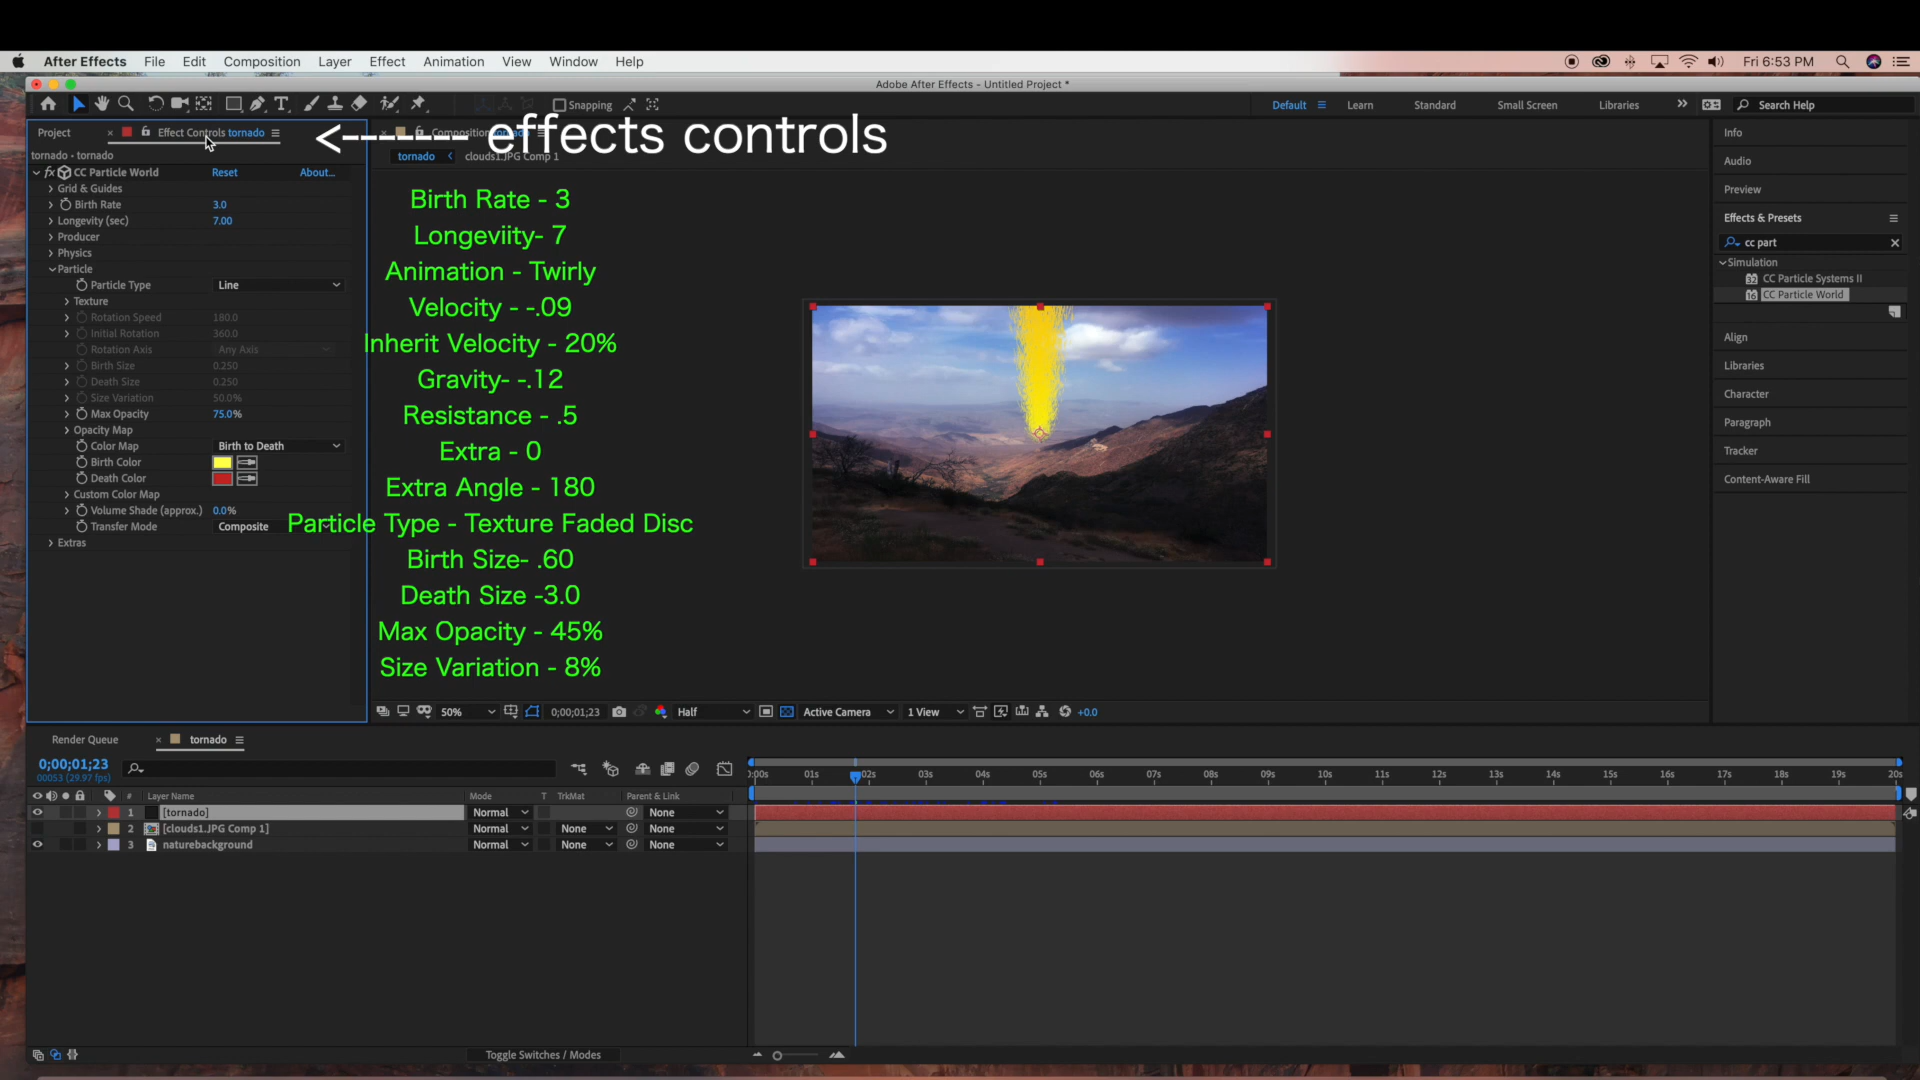 After Effects File Edit Composition Layer Effect Animation View Window Help Fri 6:53 PM
Adobe After Effects - Untitled Project *
Snapping Default Learn Standard Small Screen Libraries Search Help
Project Effect Controls tornado
<------- effects controls
Composition
tornado clouds1.JPG Comp 1
tornado • tornado
fx CC Particle World Reset About...
Grid & Guides
Birth Rate 3.0
Longevity (sec) 7.00
Producer
Physics
Particle
Particle Type Line
Texture
Rotation Speed 180.0
Initial Rotation 360.0
Rotation Axis Any Axis
Birth Size 0.250
Death Size 0.250
Size Variation 50.0%
Max Opacity 75.0%
Opacity Map
Color Map Birth to Death
Birth Color
Death Color
Custom Color Map
Volume Shade (approx.) 0.0%
Transfer Mode Composite
Extras
Birth Rate - 3
Longeviity- 7
Animation - Twirly
Velocity - -.09
Inherit Velocity - 20%
Gravity- -.12
Resistance - .5
Extra - 0
Extra Angle - 180
Particle Type - Texture Faded Disc
Birth Size- .60
Death Size -3.0
Max Opacity - 45%
Size Variation - 8%
50% 0;00;01;23 Half Active Camera 1 View +0.0
Info
Audio
Preview
Effects & Presets
cc part
Simulation
32 CC Particle Systems II
16 CC Particle World
Align
Libraries
Character
Paragraph
Tracker
Content-Aware Fill
Render Queue tornado
0;00;01;23
00053 (29.97 fps)
0:00s 01s 02s 03s 04s 05s 06s 07s 08s 09s 10s 11s 12s 13s 14s 15s 16s 17s 18s 19s 20s
# Layer Name Mode T TrkMat Parent & Link
1 [tornado] Normal None
2 [clouds1.JPG Comp 1] Normal None None
3 naturebackground Normal None None
Toggle Switches / Modes